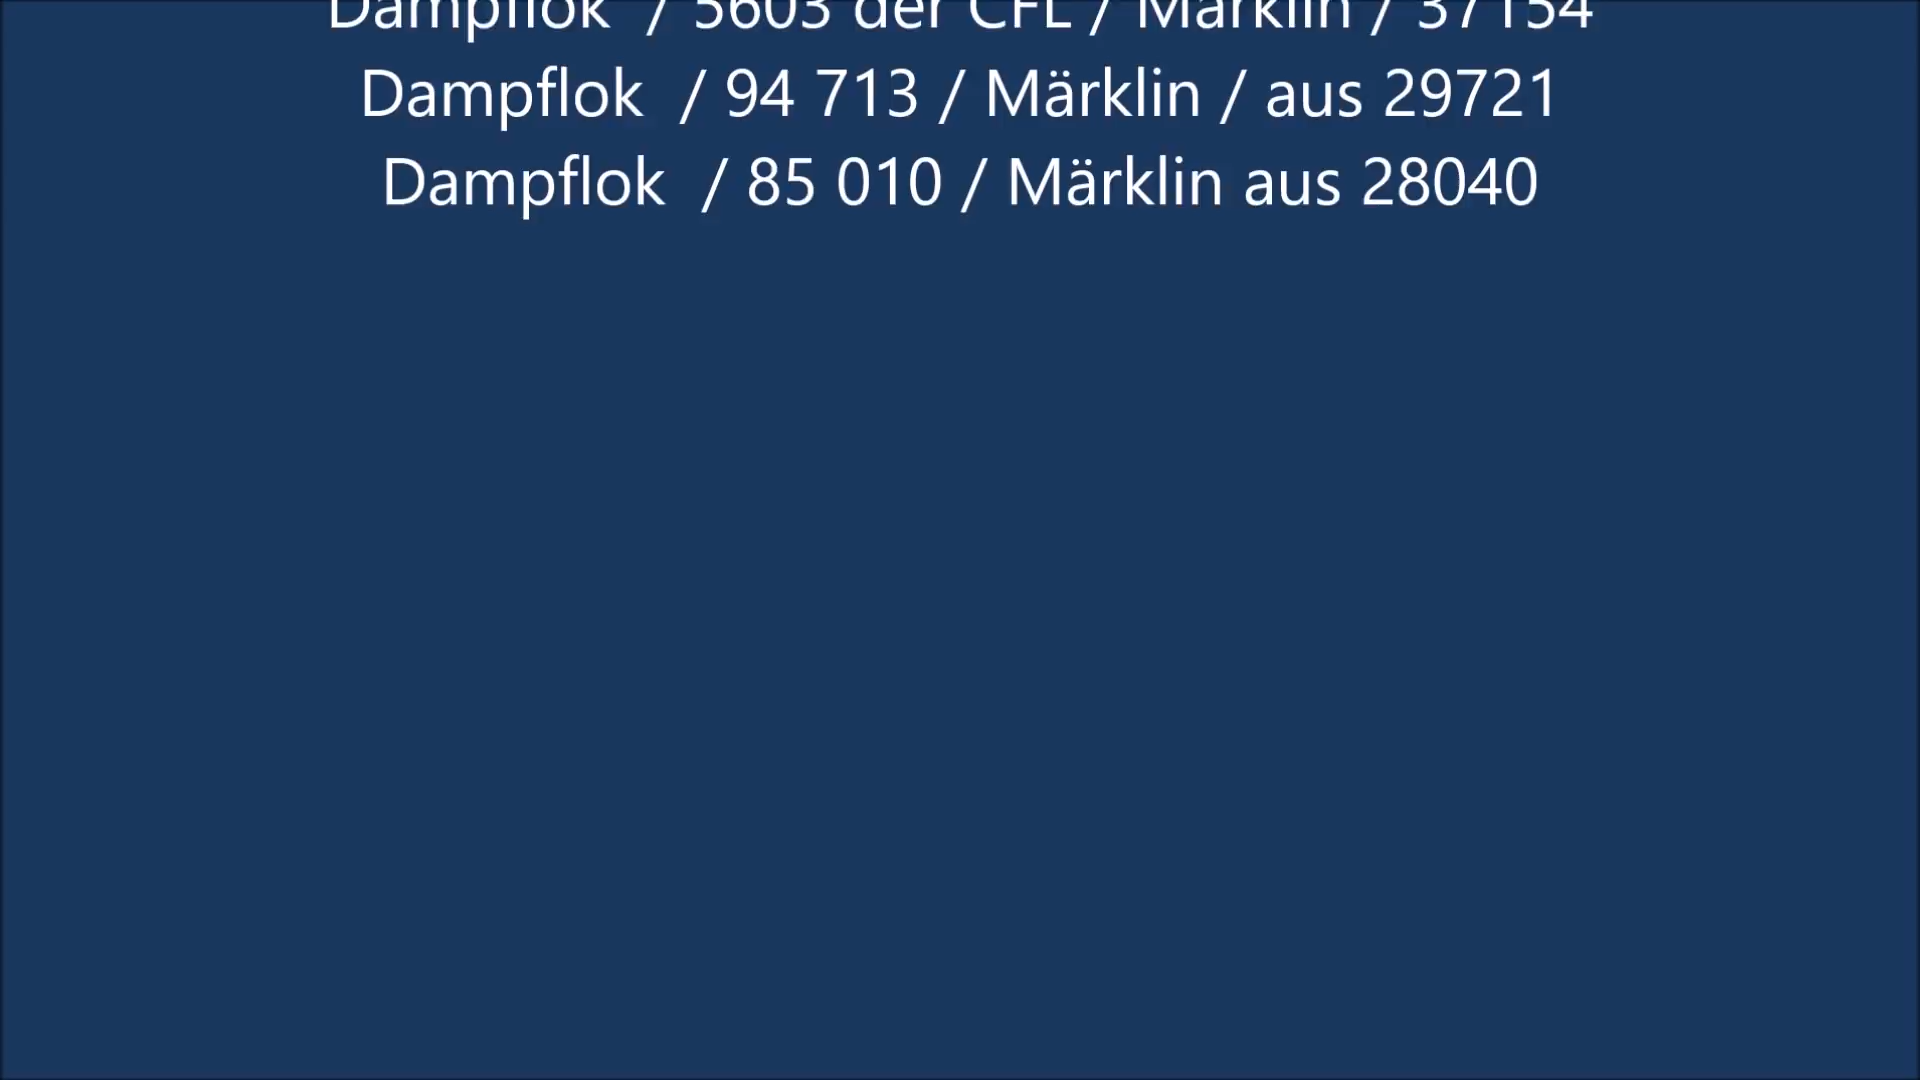 Dampflok / 5603 der CFL / Märklin / 37154
Dampflok / 94 713 / Märklin / aus 29721
Dampflok / 85 010 / Märklin aus 28040